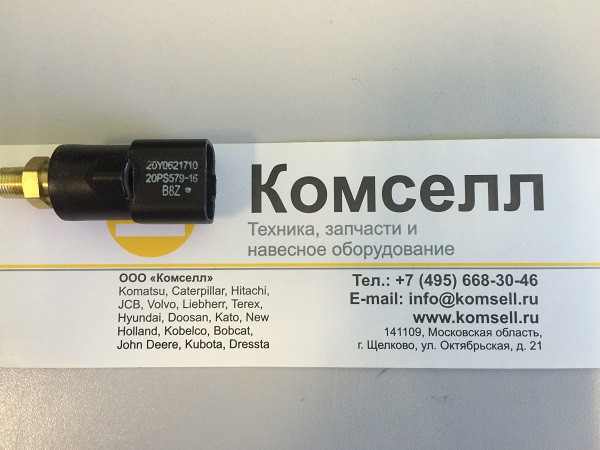 20Y0621710
20PS579-16
B8Z
Комселл
Техника, запчасти и
навесное оборудование
ООО «Комселл»
Komatsu, Caterpillar, Hitachi,
JCB, Volvo, Liebherr, Terex,
Hyundai, Doosan, Kato, New
Holland, Kobelco, Bobcat,
John Deere, Kubota, Dressta
Тел.: +7 (495) 668-30-46
E-mail: info@komsell.ru
www.komsell.ru
141109, Московская область,
г. Щелково, ул. Октябрьская, д. 21